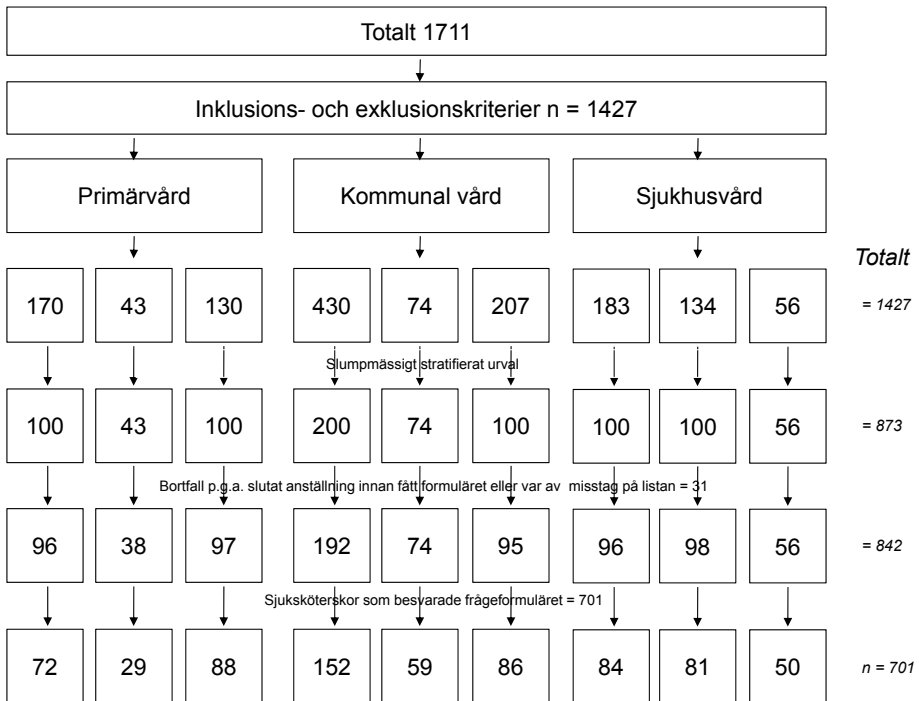 Totalt 1711
Inklusions- och exklusionskriterier n = 1427
Primärvård Kommunal vård Sjukhusvård
Totalt
170 43 130 430 74 207 183 134 56 = 1427
Slumpmässigt stratifierat urval
100 43 100 200 74 100 100 100 56 = 873
Bortfall p.g.a. slutat anställning innan fått formuläret eller var av misstag på listan = 31
96 38 97 192 74 95 96 98 56 = 842
Sjuksköterskor som besvarade frågeformuläret = 701
72 29 88 152 59 86 84 81 50 n = 701